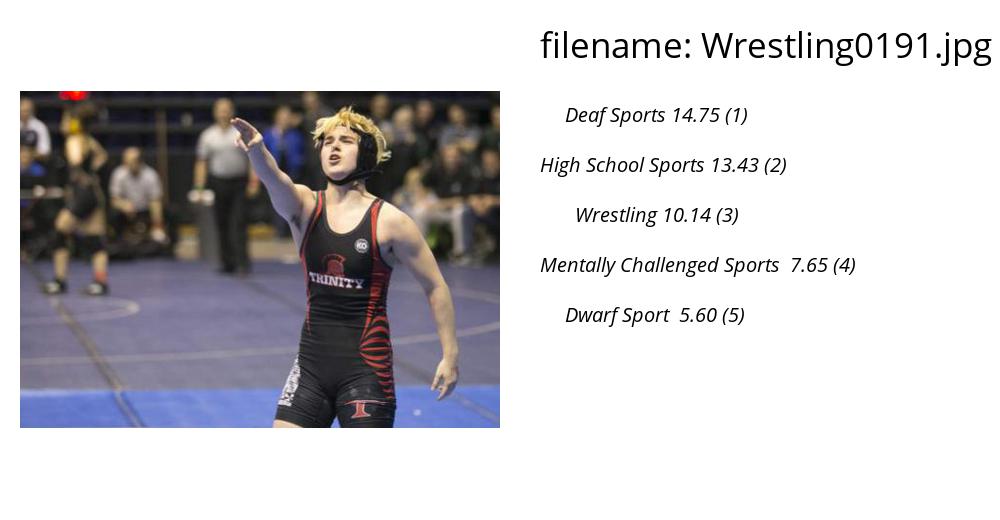 filename: Wrestling0191.jpg
Deaf Sports 14.75 (1)
High School Sports 13.43 (2)
Wrestling 10.14 (3)
Mentally Challenged Sports 7.65 (4)
Dwarf Sport 5.60 (5)
KO
TRINITY
T